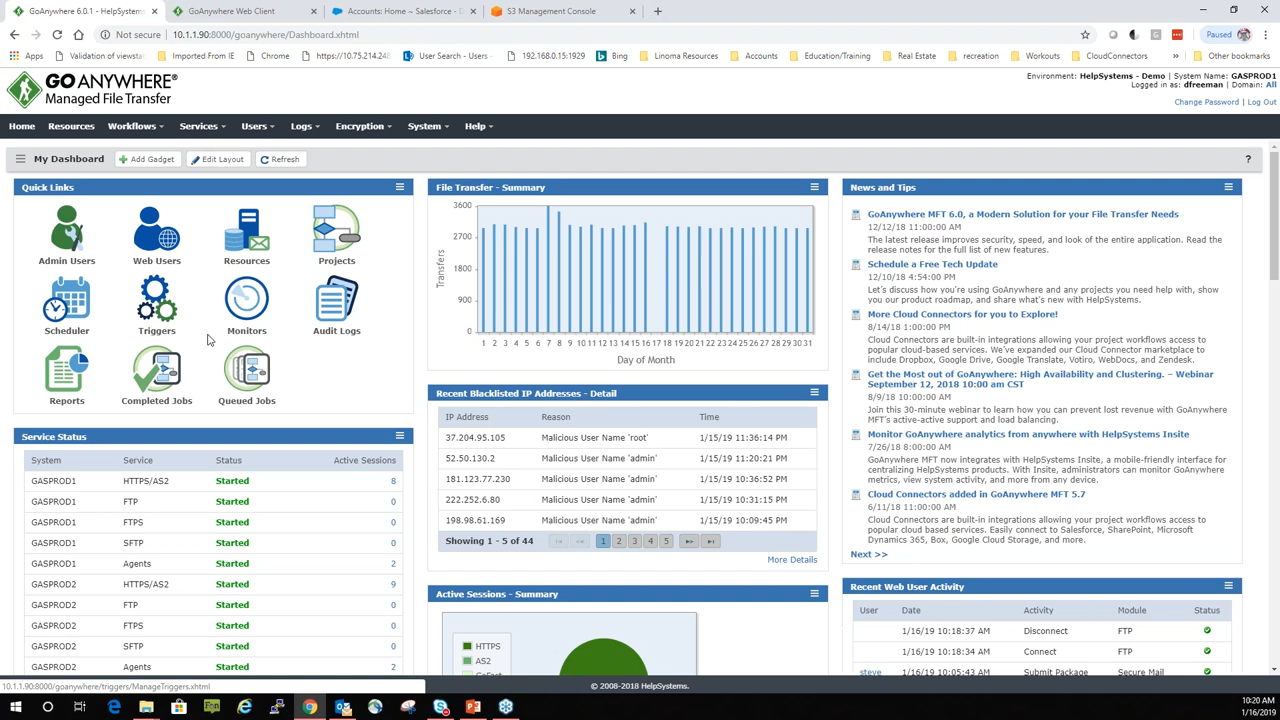 GoAnywhere 6.0.1 - HelpSystems
GoAnywhere Web Client
Accounts: Home ~ Salesforce - D
S3 Management Console
Not secure
10.1.1.90:8000/goanywhere/Dashboard.xhtml
Paused
Apps
Validation of viewstat
Imported From IE
Chrome
https://10.75.214.24
User Search - Users
192.168.0.15:1929
Bing
Linoma Resources
Accounts
Education/Training
Real Estate
recreation
Workouts
CloudConnectors
Other bookmarks
GOANYWHERE®
Managed File Transfer
Environment: HelpSystems - Demo | System Name: GASPROD1
Logged in as: dfreeman | Domain: All
Change Password | Log Out
Home Resources Workflows Services Users Logs Encryption System Help
My Dashboard
Add Gadget
Edit Layout
Refresh
?
Quick Links
Admin Users
Web Users
Resources
Projects
Scheduler
Triggers
Monitors
Audit Logs
Reports
Completed Jobs
Queued Jobs
Service Status
System Service Status Active Sessions
GASPROD1 HTTPS/AS2 Started 8
GASPROD1 FTP Started 0
GASPROD1 FTPS Started 0
GASPROD1 SFTP Started 0
GASPROD1 Agents Started 2
GASPROD2 HTTPS/AS2 Started 9
GASPROD2 FTP Started 0
GASPROD2 FTPS Started 0
GASPROD2 SFTP Started 0
GASPROD2 Agents Started 2
File Transfer - Summary
Transfers
3600
2700
1800
900
0
1 2 3 4 5 6 7 8 9 10 11 12 13 14 15 16 17 18 19 20 21 22 23 24 25 26 27 28 29 30 31
Day of Month
Recent Blacklisted IP Addresses - Detail
IP Address Reason Time
37.204.95.105 Malicious User Name 'root' 1/15/19 11:36:14 PM
52.50.130.2 Malicious User Name 'admin' 1/15/19 11:20:21 PM
181.123.77.230 Malicious User Name 'admin' 1/15/19 10:36:52 PM
222.252.6.80 Malicious User Name 'admin' 1/15/19 10:31:15 PM
198.98.61.169 Malicious User Name 'admin' 1/15/19 10:09:45 PM
Showing 1 - 5 of 44 1 2 3 4 5
More Details
Active Sessions - Summary
HTTPS
AS2
News and Tips
GoAnywhere MFT 6.0, a Modern Solution for your File Transfer Needs
12/12/18 11:00:00 AM
The latest release improves security, speed, and look of the entire application. Read the
release notes for the full list of new features.
Schedule a Free Tech Update
12/10/18 4:54:00 PM
Let's discuss how you're using GoAnywhere and any projects you need help with, show
you our product roadmap, and share what's new with HelpSystems.
More Cloud Connectors for you to Explore!
8/14/18 1:00:00 PM
Cloud Connectors are built-in integrations allowing your project workflows access to
popular cloud-based services. We've expanded our Cloud Connector marketplace to
include Dropbox, Google Drive, Google Translate, Votiro, WebDocs, and Zendesk.
Get the Most out of GoAnywhere: High Availability and Clustering. – Webinar
September 12, 2018 10:00 am CST
8/9/18 10:00:00 AM
Join this 30-minute webinar to learn how you can prevent lost revenue with GoAnywhere
MFT's active-active support and load balancing.
Monitor GoAnywhere analytics from anywhere with HelpSystems Insite
7/26/18 8:00:00 AM
GoAnywhere MFT now integrates with HelpSystems Insite, a mobile-friendly interface for
centralizing HelpSystems products. With Insite, administrators can monitor GoAnywhere
metrics, view system activity, and more from any device.
Cloud Connectors added in GoAnywhere MFT 5.7
6/11/18 11:00:00 AM
Cloud Connectors are built-in integrations allowing your project workflows access to
popular cloud based services. Easily connect to Salesforce, SharePoint, Microsoft
Dynamics 365, Box, Google Cloud Storage, and more.
Next >>
Recent Web User Activity
User Date Activity Module Status
1/16/19 10:18:37 AM Disconnect FTP
1/16/19 10:18:34 AM Connect FTP
steve 1/16/19 10:05:43 AM Submit Package Secure Mail
10.1.1.90:8000/goanywhere/triggers/ManageTriggers.xhtml
© 2008-2018 HelpSystems.
10:20 AM
1/16/2019